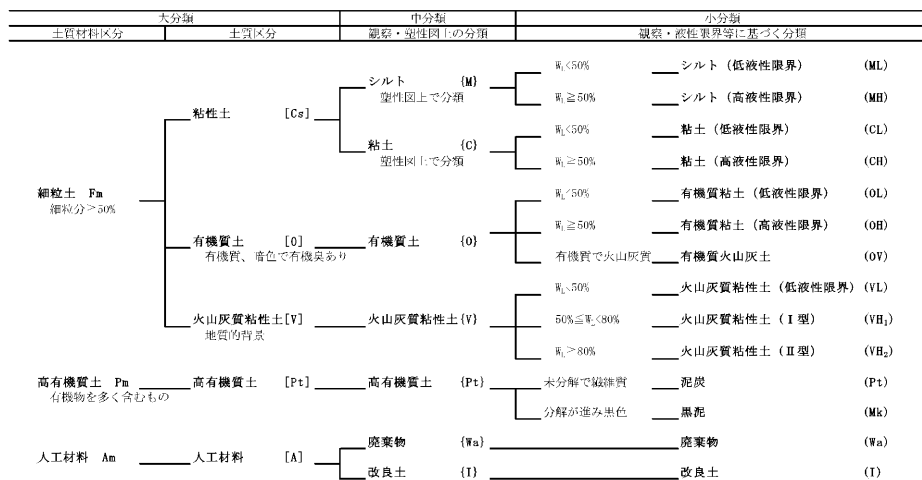 大分類 中分類 小分類
土質材料区分 土質区分 観察・塑性図上の分類 観察・液性限界等に基づく分類
シルト {M} W_L<50% シルト (低液性限界) (ML)
塑性図上で分類 W_L≧50% シルト (高液性限界) (MH)
粘性土 [Cs]
粘土 {C} W_L<50% 粘土 (低液性限界) (CL)
塑性図上で分類 W_L≧50% 粘土 (高液性限界) (CH)
細粒土 Fm
細粒分≧50%
W_L<50% 有機質粘土 (低液性限界) (OL)
W_L≧50% 有機質粘土 (高液性限界) (OH)
有機質土 [O] 有機質土 {O}
有機質、暗色で有機臭あり 有機質で火山灰質 有機質火山灰土 (OV)
W_L<50% 火山灰質粘性土 (低液性限界) (VL)
火山灰質粘性土[V] 火山灰質粘性土{V} 50%≦W_L<80% 火山灰質粘性土 (Ⅰ型) (VH₁)
地質的背景
W_L≧80% 火山灰質粘性土 (Ⅱ型) (VH₂)
高有機質土 Pm 高有機質土 [Pt] 高有機質土 {Pt} 未分解で繊維質 泥炭 (Pt)
有機物を多く含むもの
分解が進み黒色 黒泥 (Mk)
廃棄物 {Wa} 廃棄物 (Wa)
人工材料 Am 人工材料 [A]
改良土 {I} 改良土 (I)